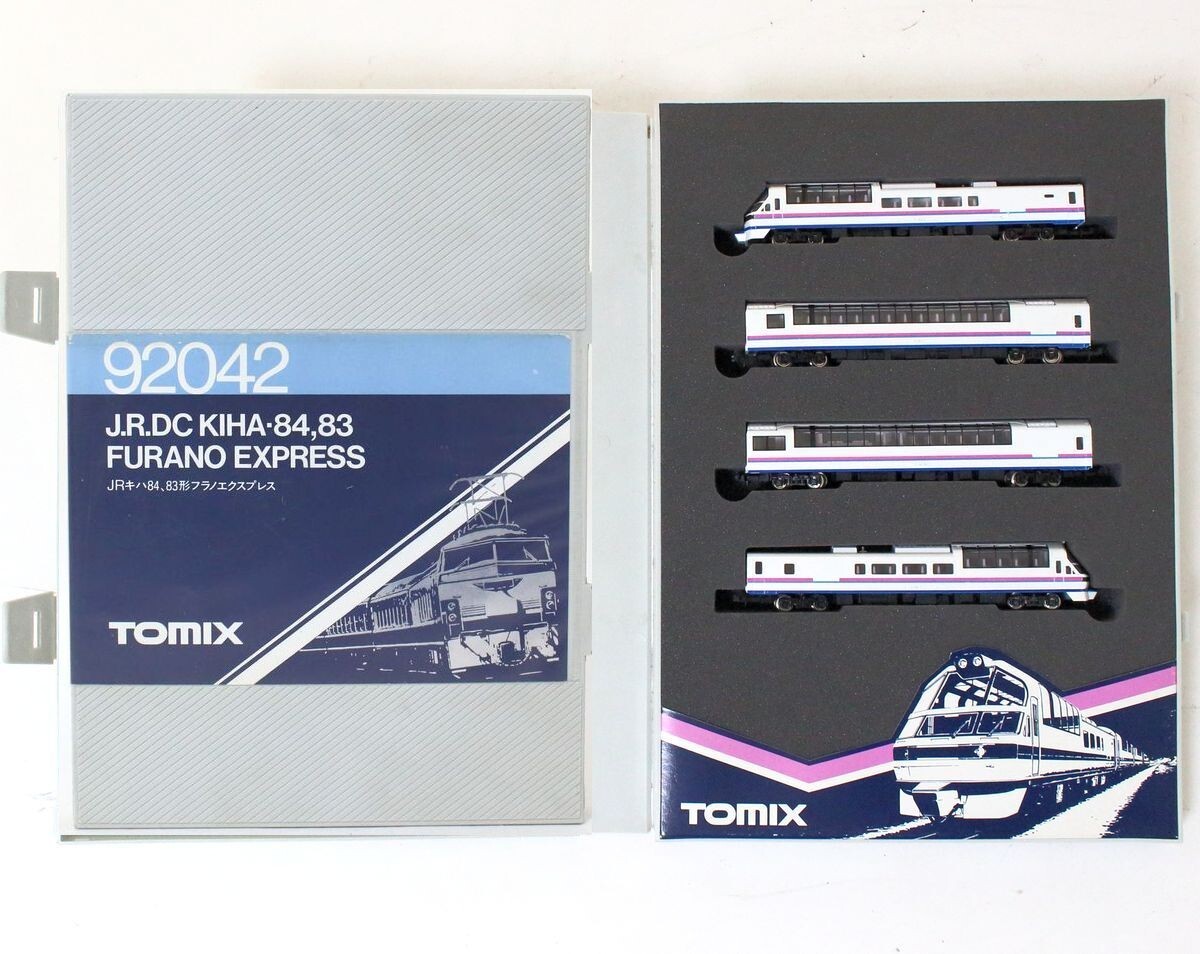 92042
J.R.DC KIHA·84,83
FURANO EXPRESS
JRキハ84、83形フラノエクスプレス
TOMIX
TOMIX